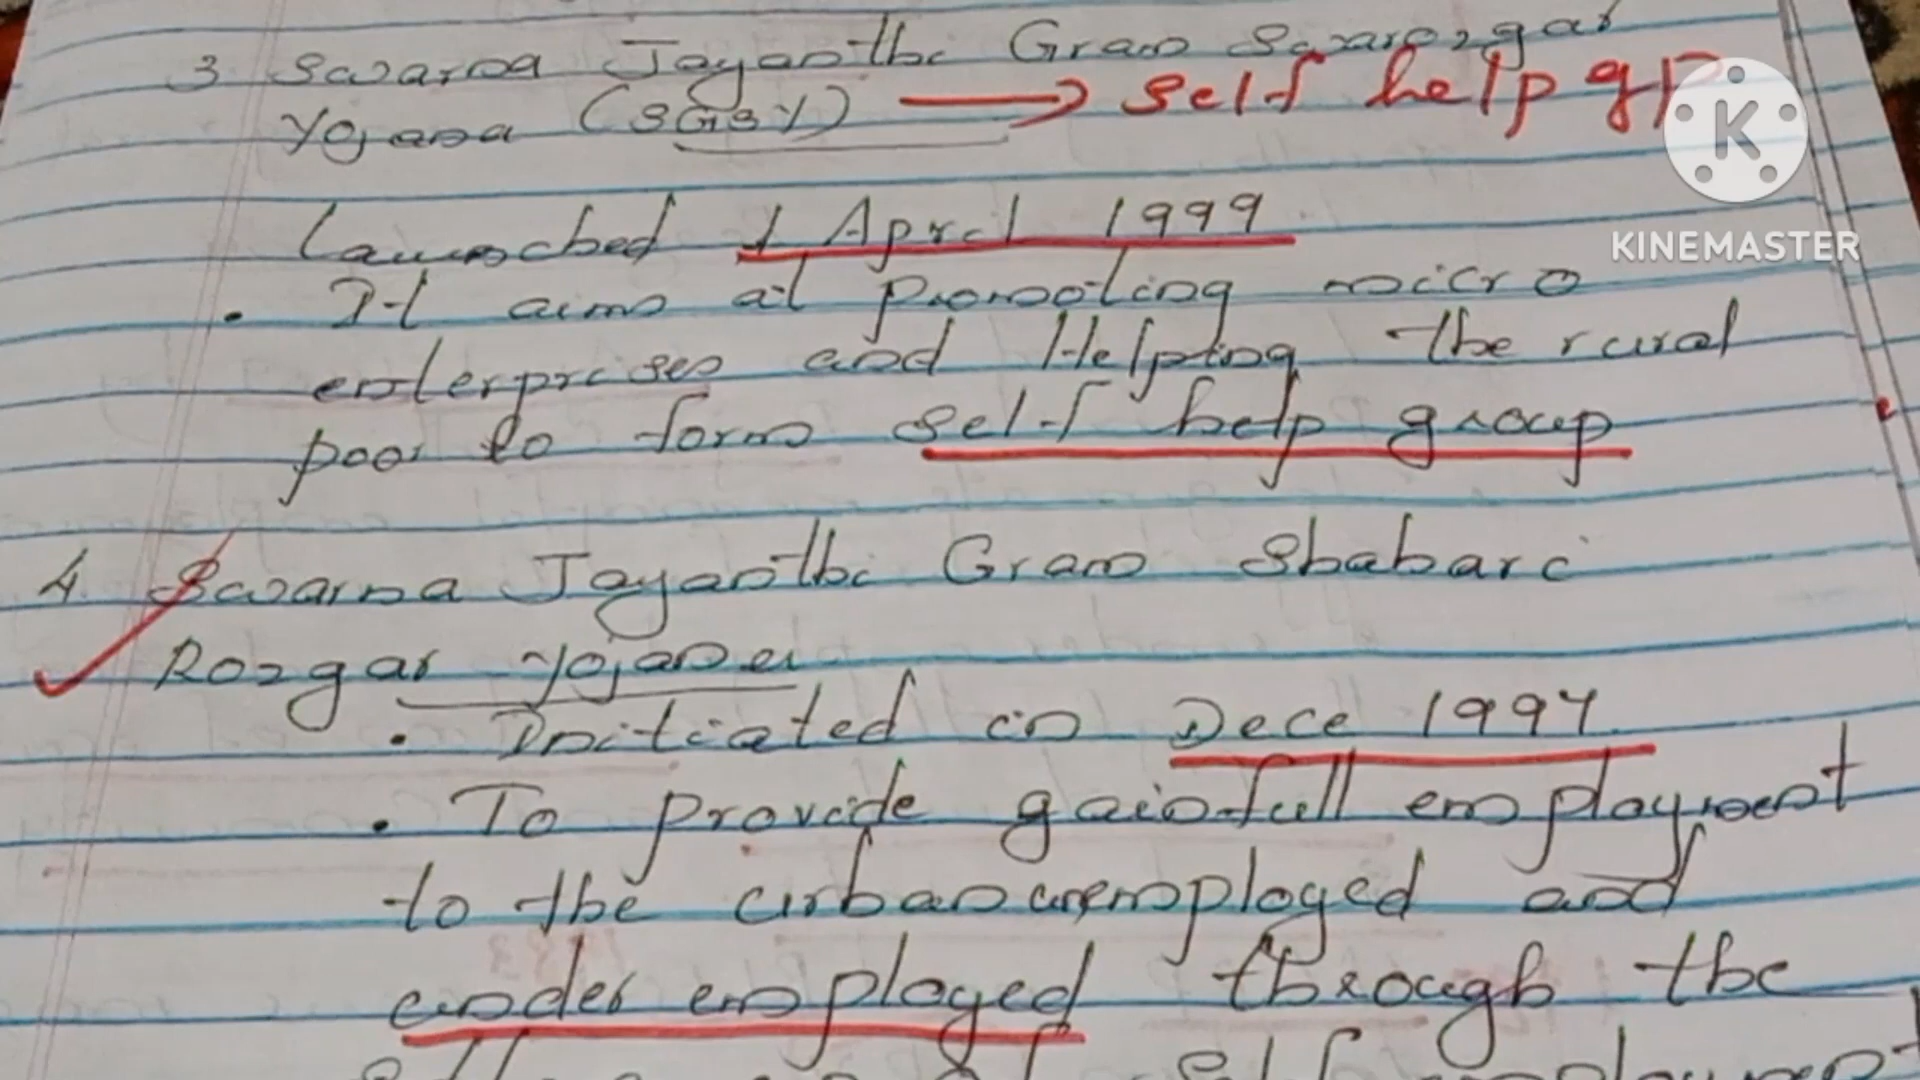 3 Swarna Jayanthi Gram Swarozgar
Yojana (SGSY) → Self help gp
K
KINEMASTER
Launched 1 April 1999
• It aims at promoting micro
enterprises and Helping the rural
poor to form self help group
4. Swarna Jayanthi Gram Shahari
Rozgar Yojana
• Initiated in Dece 1997
• To provide gainfull employment
to the urban unemployed and
under employed through the
self employment